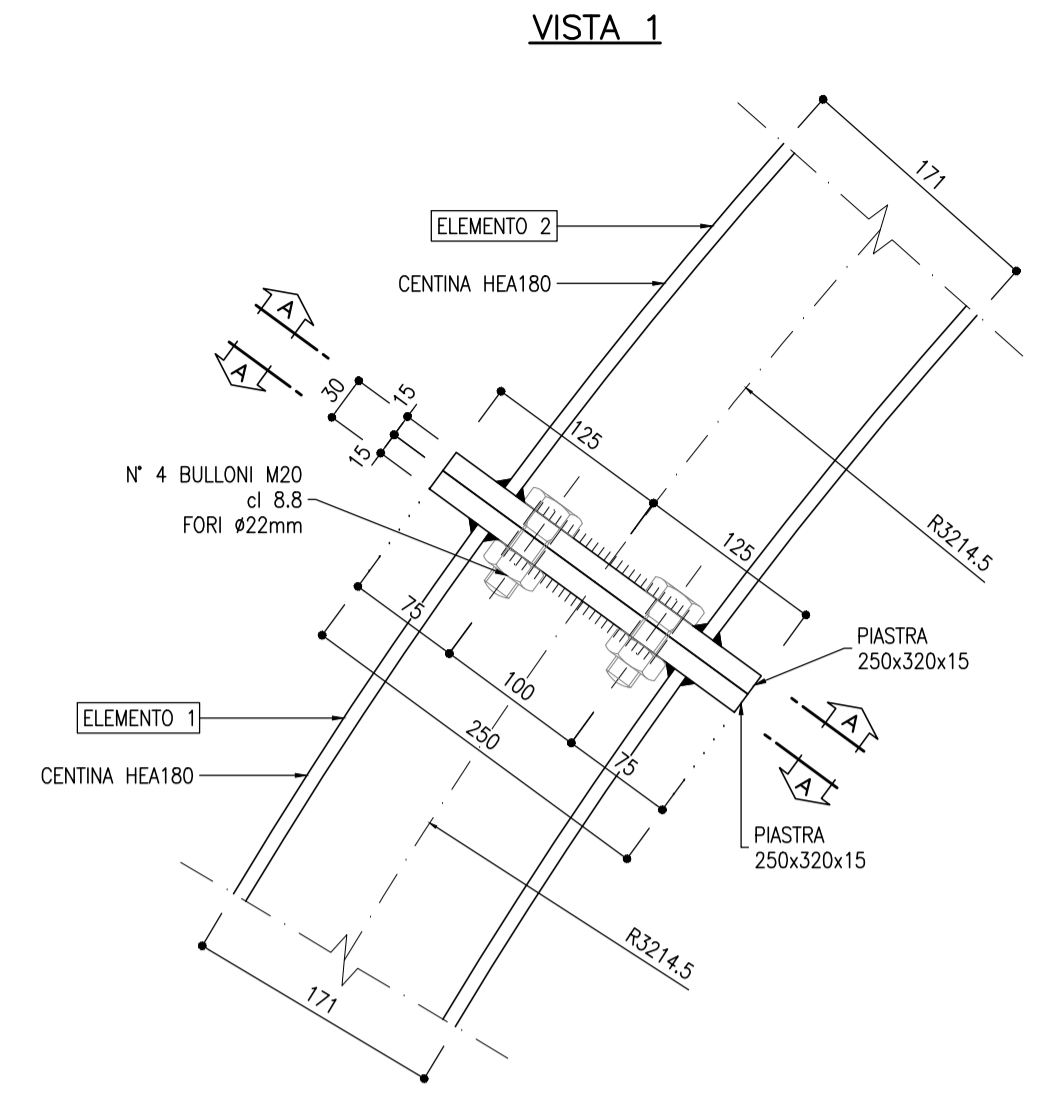 VISTA 1
171
ELEMENTO 2
CENTINA HEA180
A
A
30
15
15
125
N° 4 BULLONI M20
cl 8.8
FORI ø22mm
125
R3214.5
75
PIASTRA
250x320x15
100
ELEMENTO 1
250
A
75
CENTINA HEA180
A
PIASTRA
250x320x15
R3214.5
171